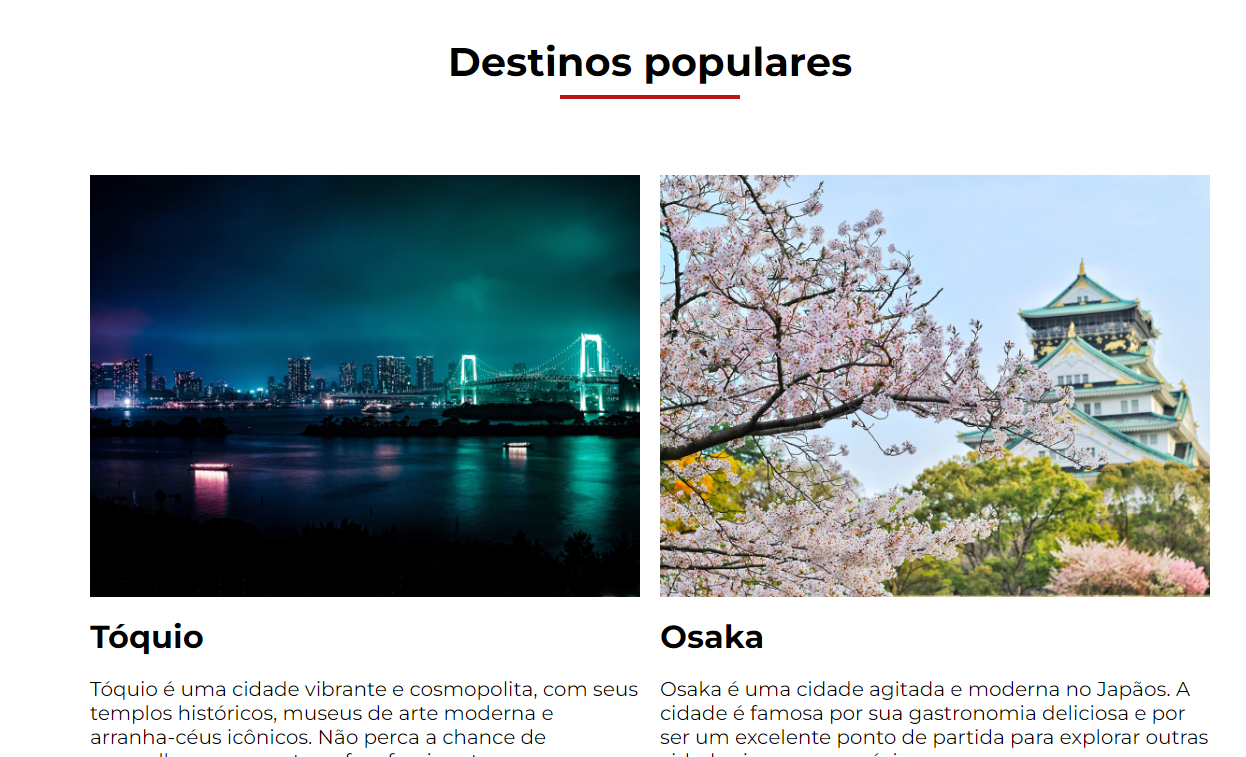 Destinos populares
Tóquio
Tóquio é uma cidade vibrante e cosmopolita, com seus
templos históricos, museus de arte moderna e
arranha-céus icônicos. Não perca a chance de
Osaka
Osaka é uma cidade agitada e moderna no Japãos. A
cidade é famosa por sua gastronomia deliciosa e por
ser um excelente ponto de partida para explorar outras